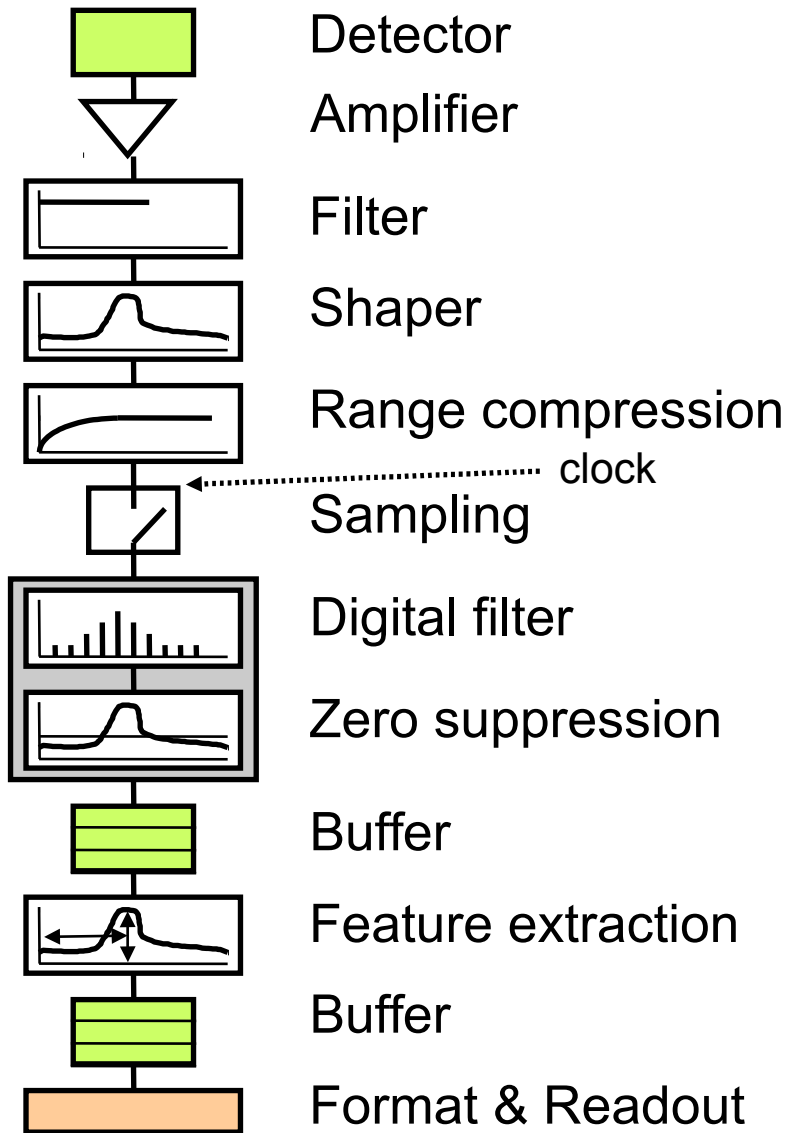 Detector
Amplifier
Filter
Shaper
Range compression
clock
Sampling
Digital filter
Zero suppression
Buffer
Feature extraction
Buffer
Format & Readout